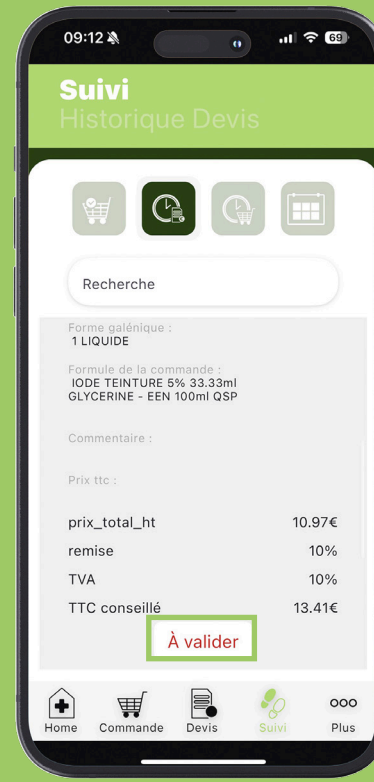 09:12
69
Suivi
Historique Devis
Recherche
Forme galénique :
1 LIQUIDE
Formule de la commande :
IODE TEINTURE 5% 33.33ml
GLYCERINE - EEN 100ml QSP
Commentaire :
Prix ttc :
prix_total_ht 10.97€
remise 10%
TVA 10%
TTC conseillé 13.41€
À valider
Home Commande Devis Suivi Plus